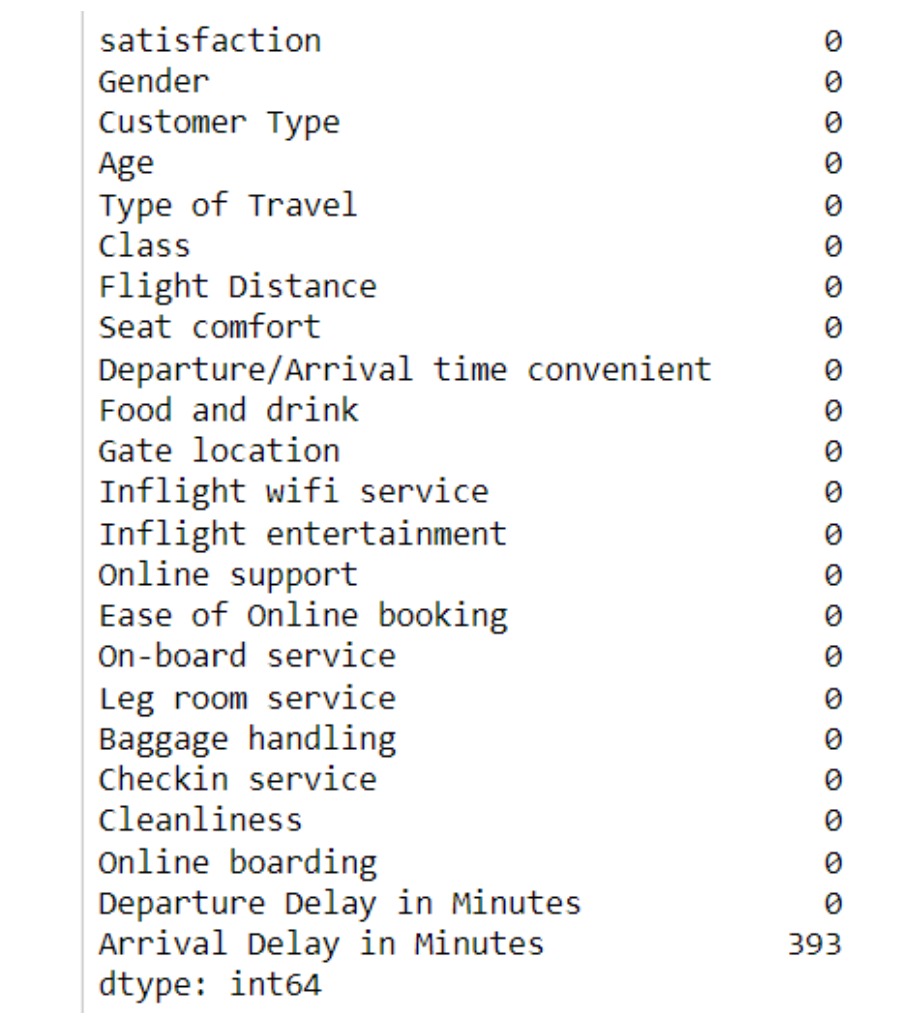 satisfaction 0
Gender 0
Customer Type 0
Age 0
Type of Travel 0
Class 0
Flight Distance 0
Seat comfort 0
Departure/Arrival time convenient 0
Food and drink 0
Gate location 0
Inflight wifi service 0
Inflight entertainment 0
Online support 0
Ease of Online booking 0
On-board service 0
Leg room service 0
Baggage handling 0
Checkin service 0
Cleanliness 0
Online boarding 0
Departure Delay in Minutes 0
Arrival Delay in Minutes 393
dtype: int64